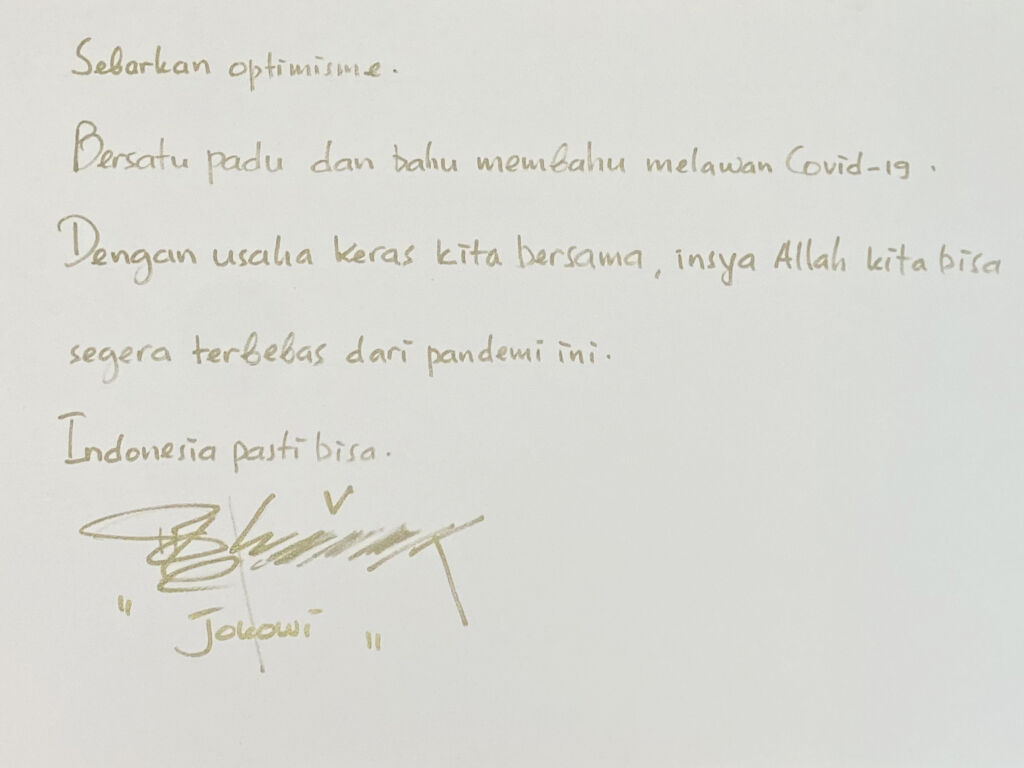 Sebarkan optimisme.
Bersatu padu dan bahu membahu melawan Covid-19.
Dengan usaha keras kita bersama, insya Allah kita bisa
segera terbebas dari pandemi ini.
Indonesia pasti bisa.
" Jokowi "